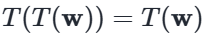 T(T(w)) = T(w)